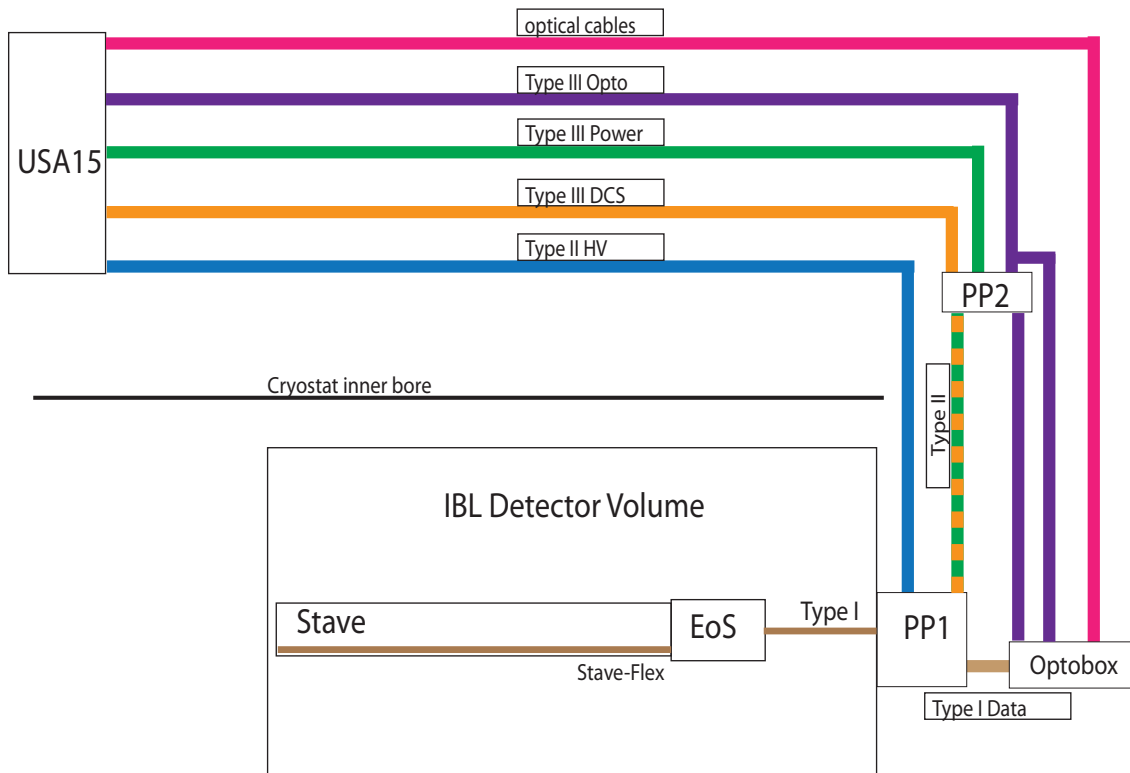 optical cables
Type III Opto
Type III Power
USA15
Type III DCS
Type II HV
PP2
Cryostat inner bore
Type II
IBL Detector Volume
Stave
EoS
Type I
PP1
Stave-Flex
Optobox
Type I Data